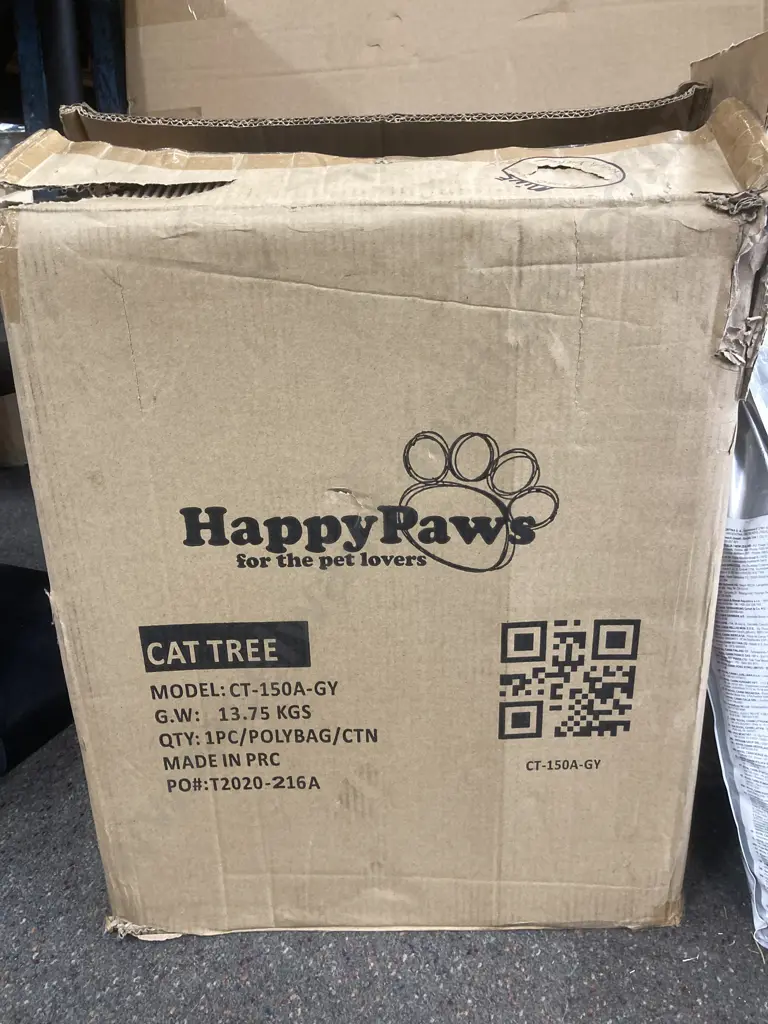 HappyPaws
for the pet lovers
CAT TREE
MODEL: CT-150A-GY
G.W: 13.75 KGS
QTY: 1PC/POLYBAG/CTN
MADE IN PRC
PO#:T2020-216A
CT-150A-GY